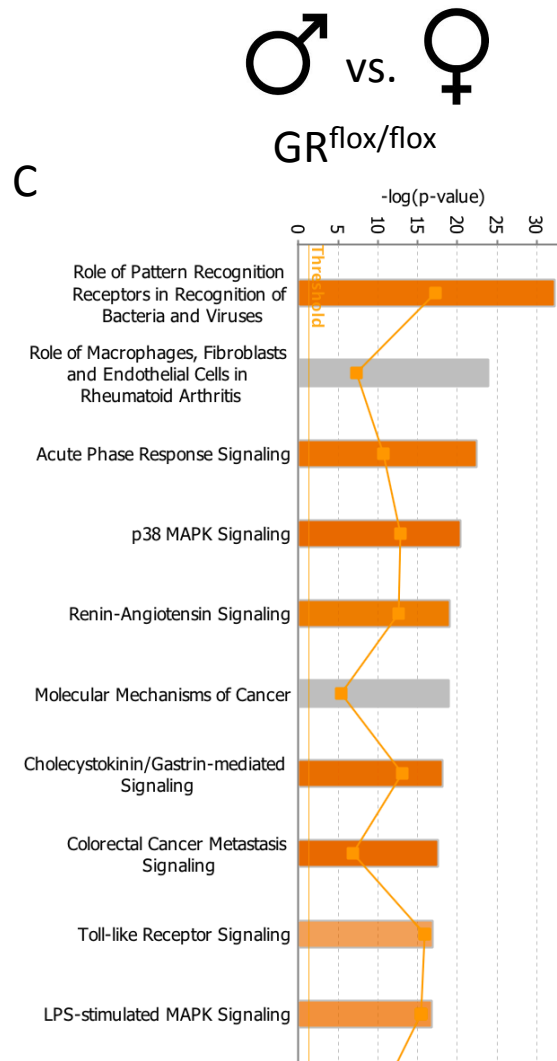 ♂ vs. ♀
GRflox/flox
C
-log(p-value)
0 5 10 15 20 25 30
Threshold
Role of Pattern Recognition
Receptors in Recognition of
Bacteria and Viruses
Role of Macrophages, Fibroblasts
and Endothelial Cells in
Rheumatoid Arthritis
Acute Phase Response Signaling
p38 MAPK Signaling
Renin-Angiotensin Signaling
Molecular Mechanisms of Cancer
Cholecystokinin/Gastrin-mediated
Signaling
Colorectal Cancer Metastasis
Signaling
Toll-like Receptor Signaling
LPS-stimulated MAPK Signaling